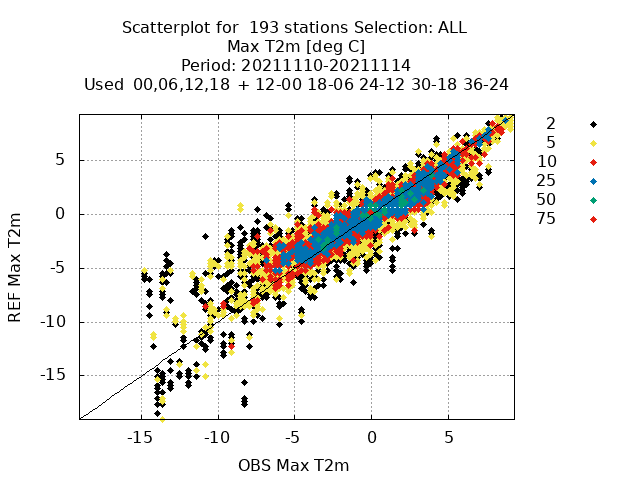 Scatterplot for  193 stations Selection: ALL
Max T2m [deg C]
Period: 20211110-20211114
Used  00,06,12,18  + 12-00 18-06 24-12 30-18 36-24
2
5
10
25
50
75
5
0
-5
-10
-15
REF Max T2m
-15 -10 -5 0 5
OBS Max T2m